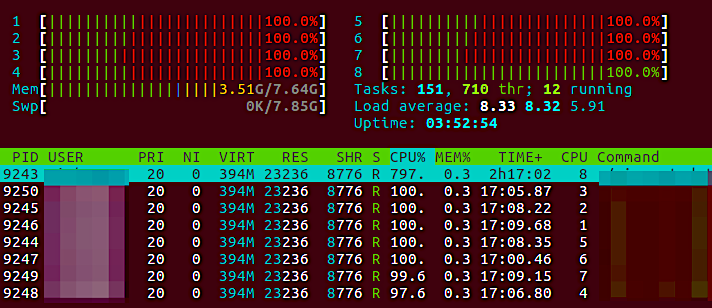 1 [||||||||||||||||||||||||||100.0%] 5 [||||||||||||||||||||||||||100.0%]
2 [||||||||||||||||||||||||||100.0%] 6 [||||||||||||||||||||||||||100.0%]
3 [||||||||||||||||||||||||||100.0%] 7 [||||||||||||||||||||||||||100.0%]
4 [||||||||||||||||||||||||||100.0%] 8 [||||||||||||||||||||||||||100.0%]
Mem[||||||||||||||||||||3.51G/7.64G] Tasks: 151, 710 thr; 12 running
Swp[ 0K/7.85G] Load average: 8.33 8.32 5.91
Uptime: 03:52:54
PID USER PRI NI VIRT RES SHR S CPU% MEM% TIME+ CPU Command
9243 20 0 394M 23236 8776 R 797. 0.3 2h17:02 8
9250 20 0 394M 23236 8776 R 100. 0.3 17:05.87 3
9245 20 0 394M 23236 8776 R 100. 0.3 17:08.22 2
9246 20 0 394M 23236 8776 R 100. 0.3 17:09.68 1
9244 20 0 394M 23236 8776 R 100. 0.3 17:08.35 5
9247 20 0 394M 23236 8776 R 100. 0.3 17:00.46 6
9249 20 0 394M 23236 8776 R 99.6 0.3 17:09.15 7
9248 20 0 394M 23236 8776 R 97.6 0.3 17:06.80 4